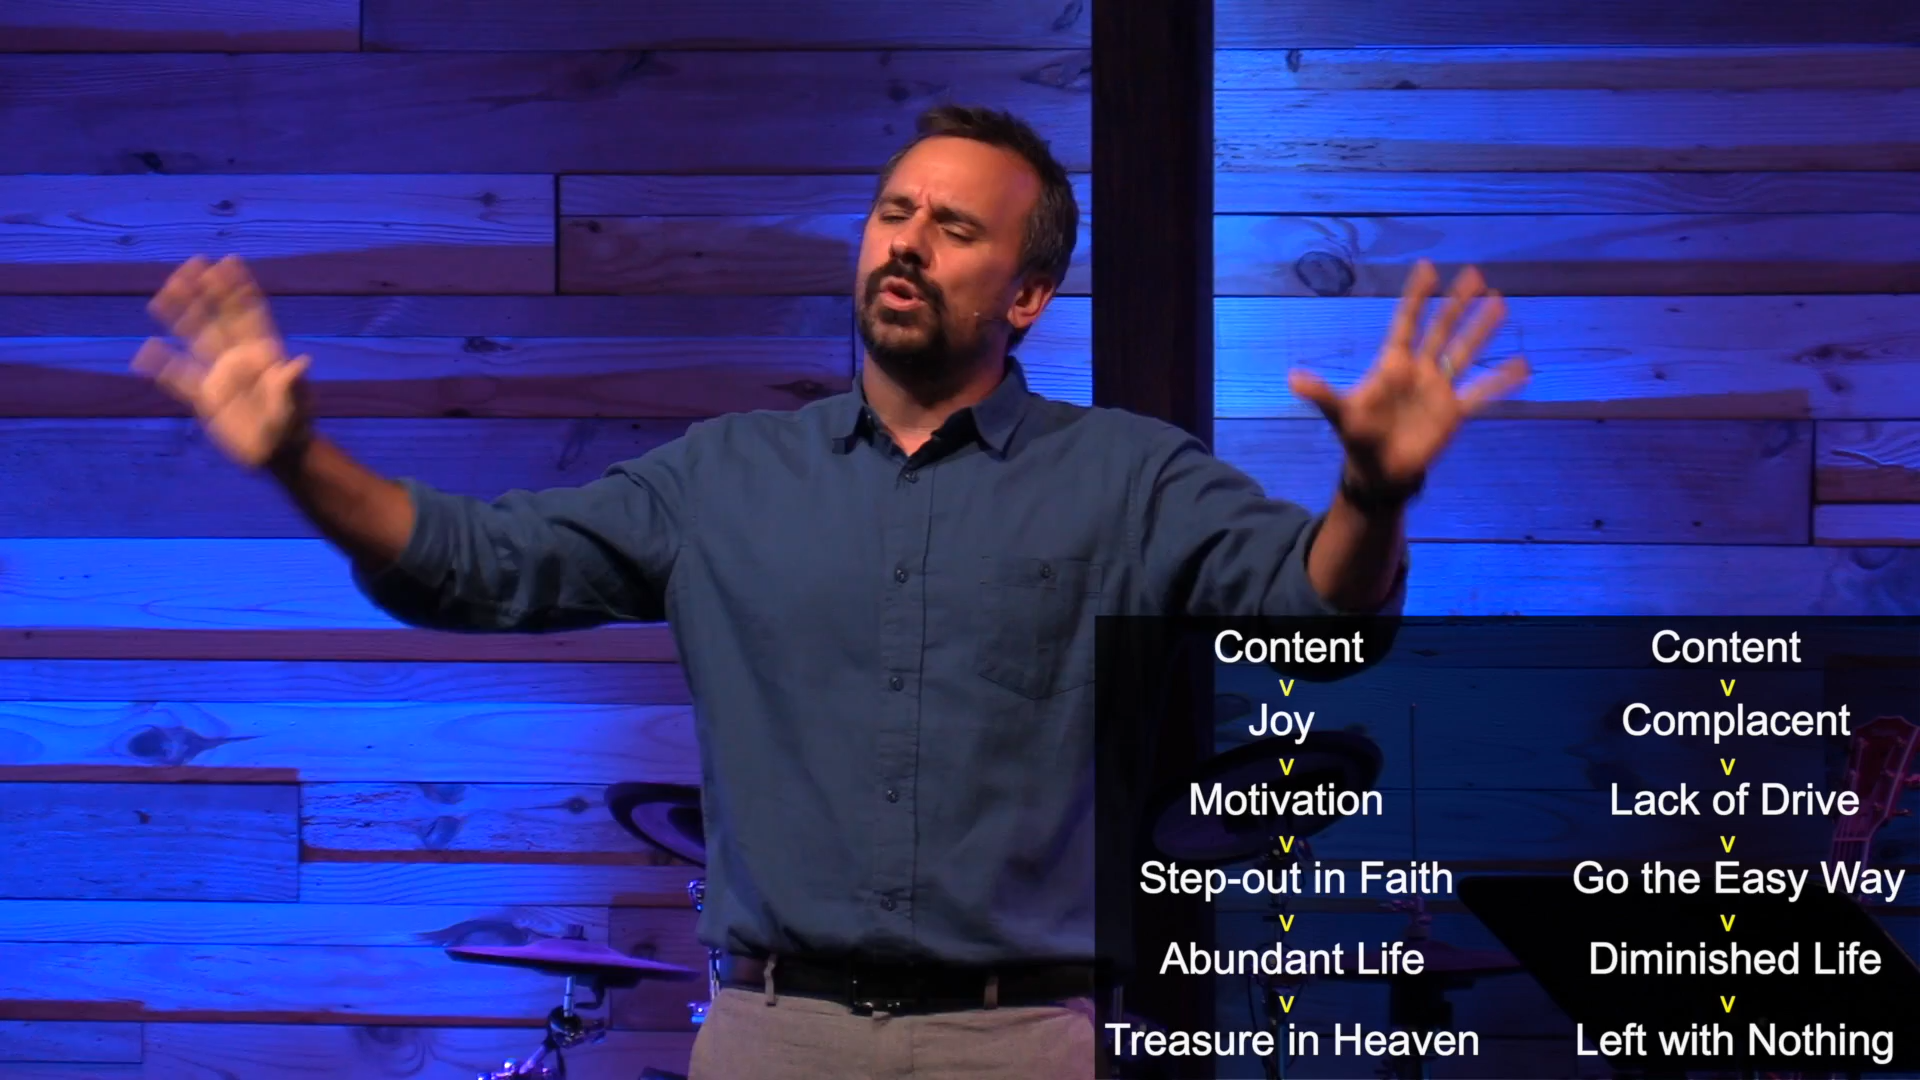 Content
v
Joy
v
Motivation
v
Step-out in Faith
v
Abundant Life
v
Treasure in Heaven
Content
v
Complacent
v
Lack of Drive
v
Go the Easy Way
v
Diminished Life
v
Left with Nothing